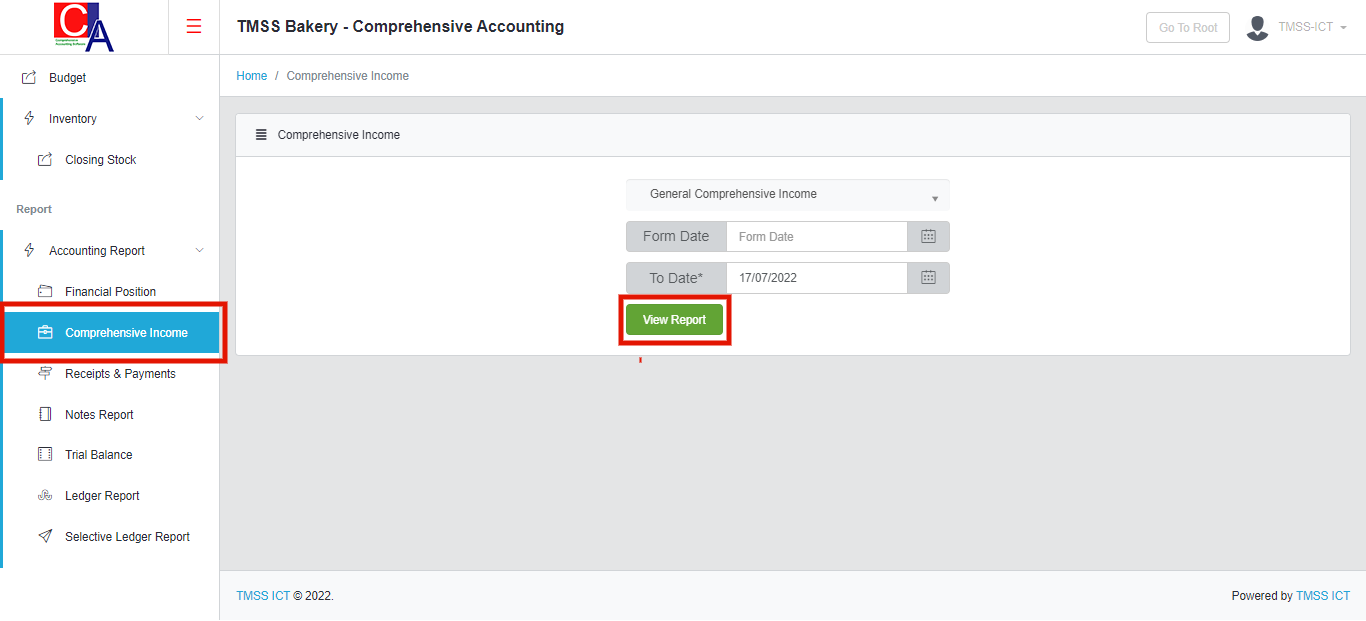 CA
Comprehensive
Accounting Software
TMSS Bakery - Comprehensive Accounting
Go To Root
TMSS-ICT
Budget
Inventory
Closing Stock
Report
Accounting Report
Financial Position
Comprehensive Income
Receipts & Payments
Notes Report
Trial Balance
Ledger Report
Selective Ledger Report
Home / Comprehensive Income
Comprehensive Income
General Comprehensive Income
Form Date Form Date
To Date* 17/07/2022
View Report
TMSS ICT © 2022.
Powered by TMSS ICT